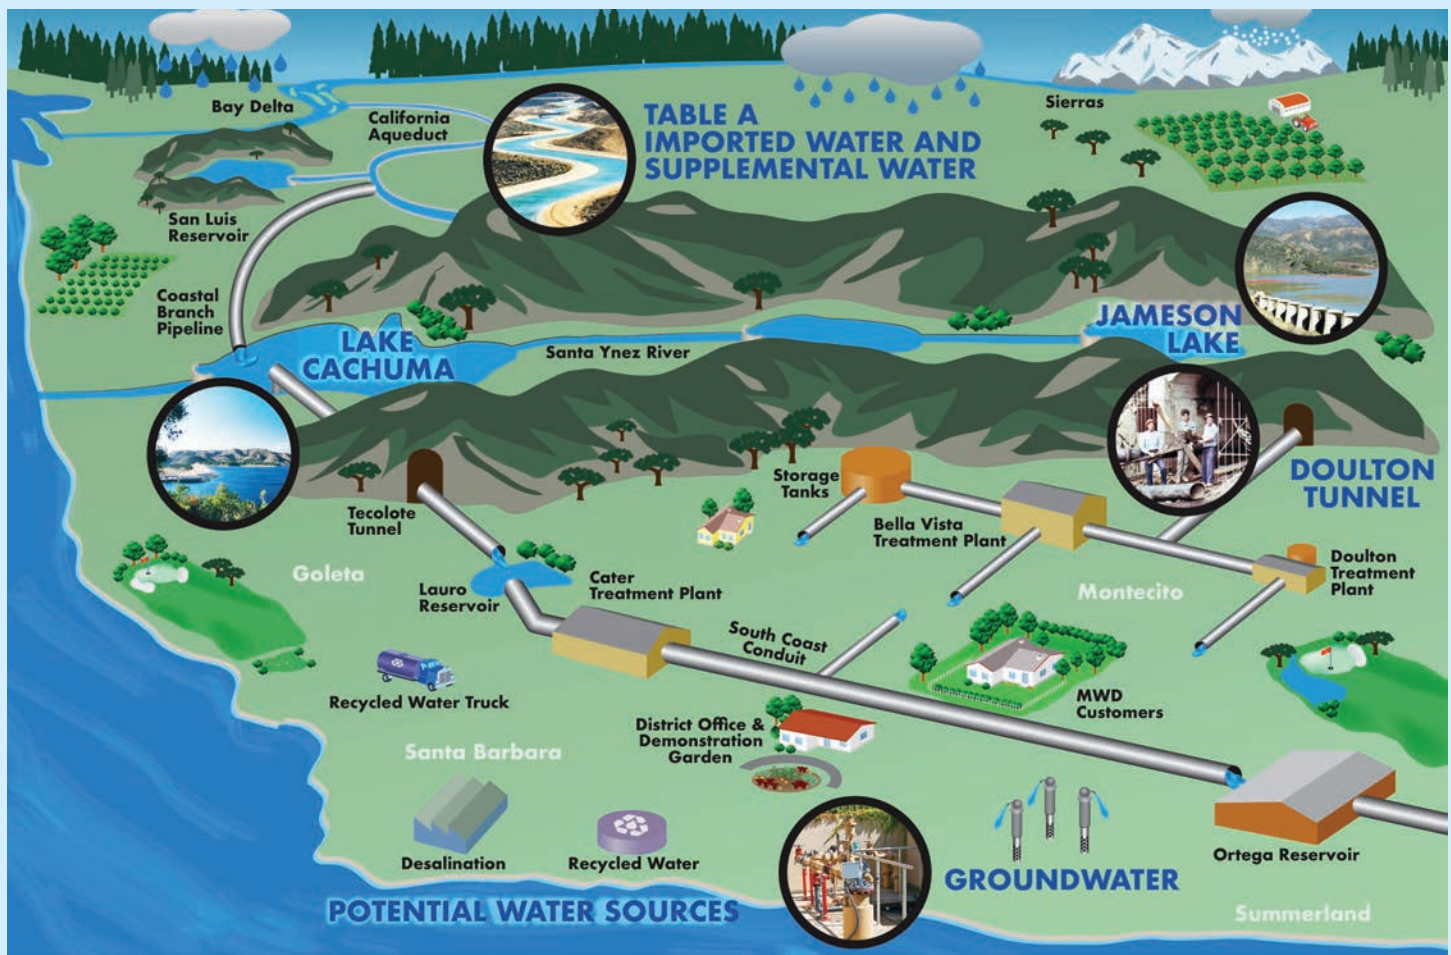 Bay Delta
California
Aqueduct
TABLE A
IMPORTED WATER AND
SUPPLEMENTAL WATER
Sierras
San Luis
Reservoir
Coastal
Branch
Pipeline
LAKE
CACHUMA
Santa Ynez River
JAMESON
LAKE
DOULTON
TUNNEL
Tecolote
Tunnel
Storage
Tanks
Bella Vista
Treatment Plant
Doulton
Treatment
Plant
Goleta
Lauro
Reservoir
Cater
Treatment Plant
Montecito
South Coast
Conduit
Recycled Water Truck
MWD
Customers
District Office &
Demonstration
Garden
Santa Barbara
Desalination
Recycled Water
Ortega Reservoir
GROUNDWATER
POTENTIAL WATER SOURCES
Summerland